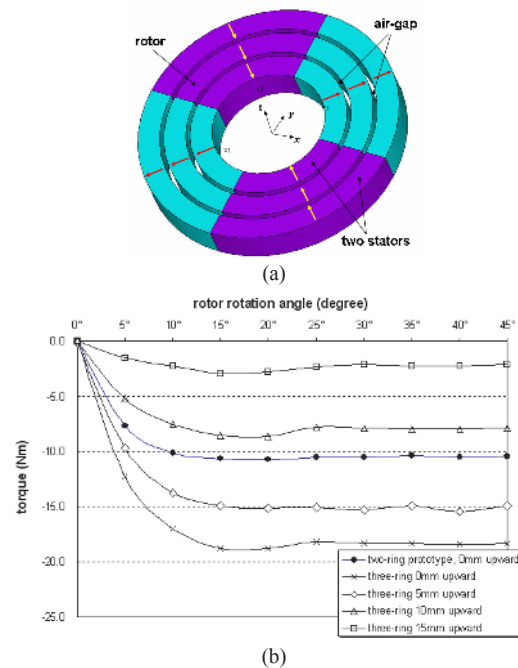 rotor
air-gap
two stators
(a)
rotor rotation angle (degree)
0° 5° 10° 15° 20° 25° 30° 35° 40° 45°
torque (Nm)
0.0
-5.0
-10.0
-15.0
-20.0
-25.0
two-ring prototype, 0mm upward
three-ring 0mm upward
three-ring 5mm upward
three-ring 10mm upward
three-ring 15mm upward
(b)